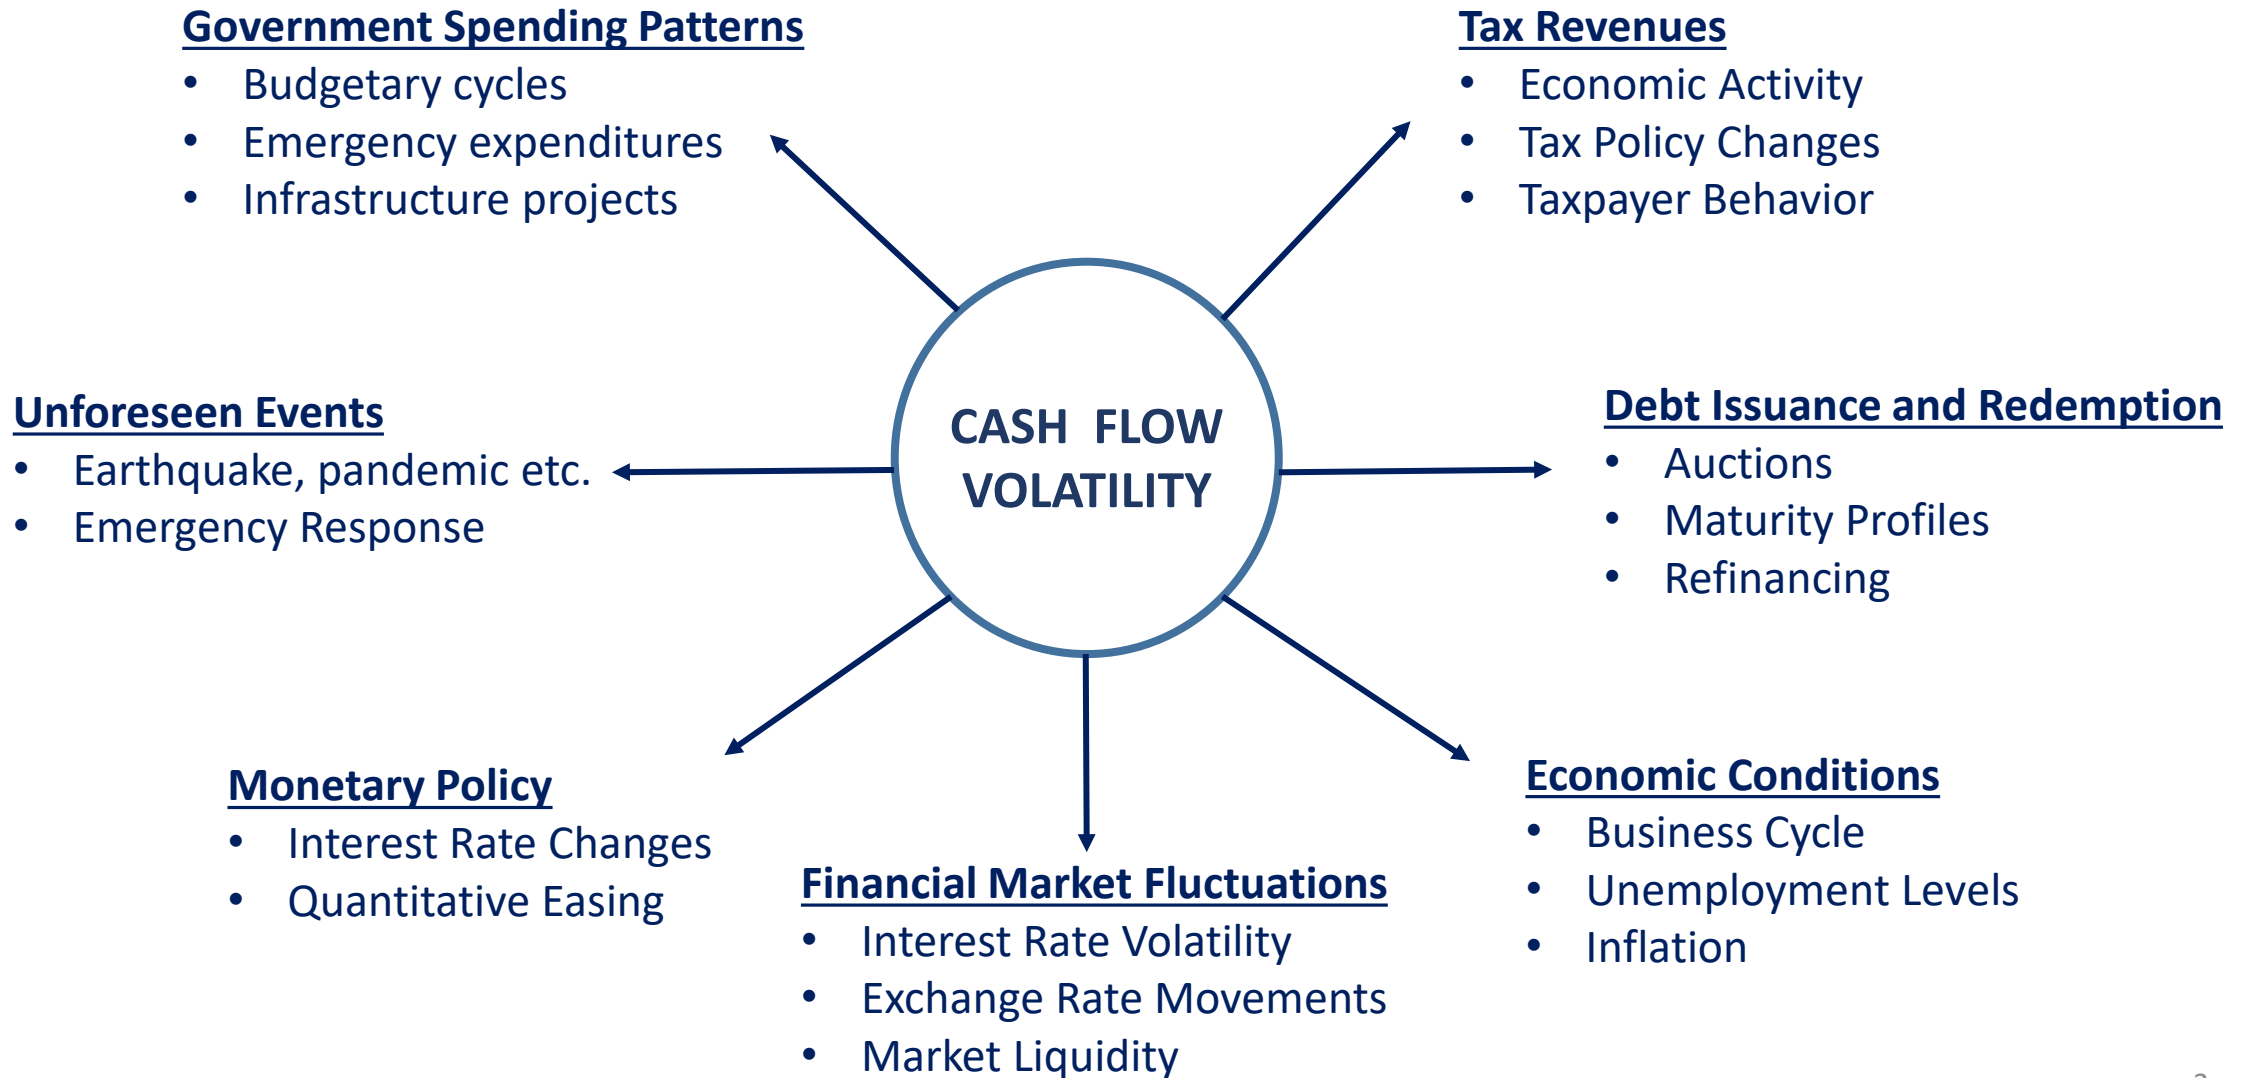 Government Spending Patterns
• Budgetary cycles
• Emergency expenditures
• Infrastructure projects
Tax Revenues
• Economic Activity
• Tax Policy Changes
• Taxpayer Behavior
Unforeseen Events
• Earthquake, pandemic etc.
• Emergency Response
CASH FLOW
VOLATILITY
Debt Issuance and Redemption
• Auctions
• Maturity Profiles
• Refinancing
Monetary Policy
• Interest Rate Changes
• Quantitative Easing
Financial Market Fluctuations
• Interest Rate Volatility
• Exchange Rate Movements
• Market Liquidity
Economic Conditions
• Business Cycle
• Unemployment Levels
• Inflation